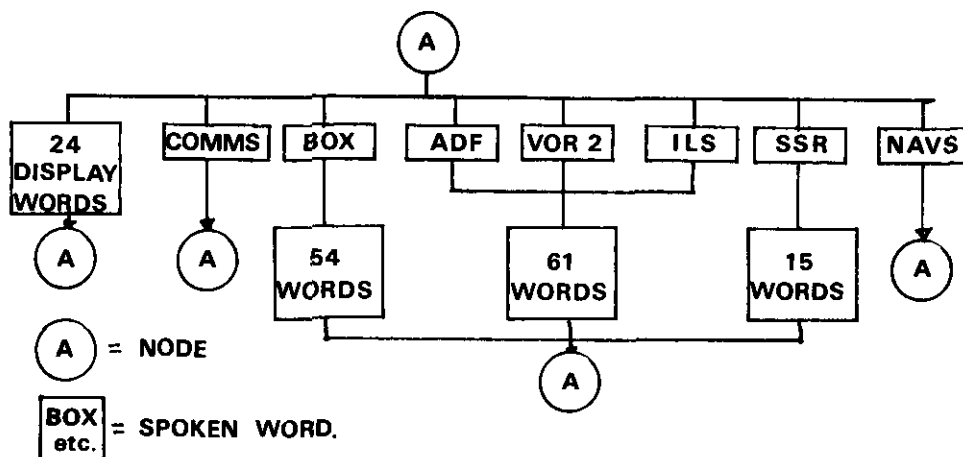 A
24
DISPLAY
WORDS
COMMS
BOX
ADF
VOR 2
ILS
SSR
NAVS
A
A
54
WORDS
61
WORDS
15
WORDS
A
A
A = NODE
BOX
etc. = SPOKEN WORD.